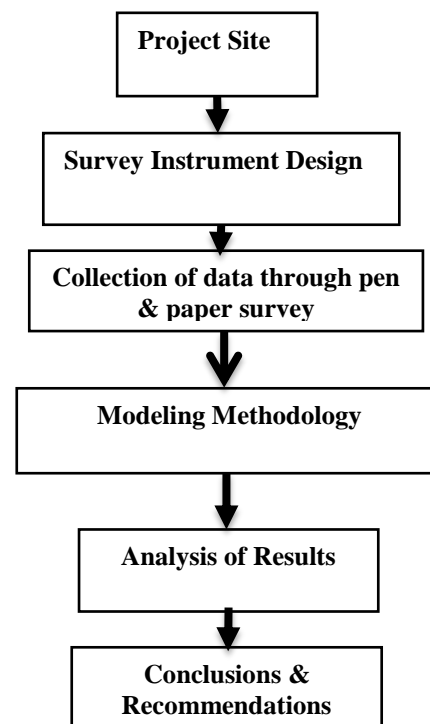 Project Site
Survey Instrument Design
Collection of data through pen
& paper survey
Modeling Methodology
Analysis of Results
Conclusions &
Recommendations